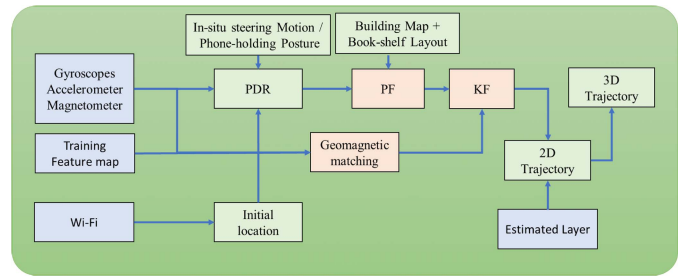 In-situ steering Motion /
Phone-holding Posture
Building Map +
Book-shelf Layout
Gyroscopes
Accelerometer
Magnetometer
PDR
PF
KF
3D
Trajectory
Training
Feature map
Geomagnetic
matching
2D
Trajectory
Wi-Fi
Initial
location
Estimated Layer